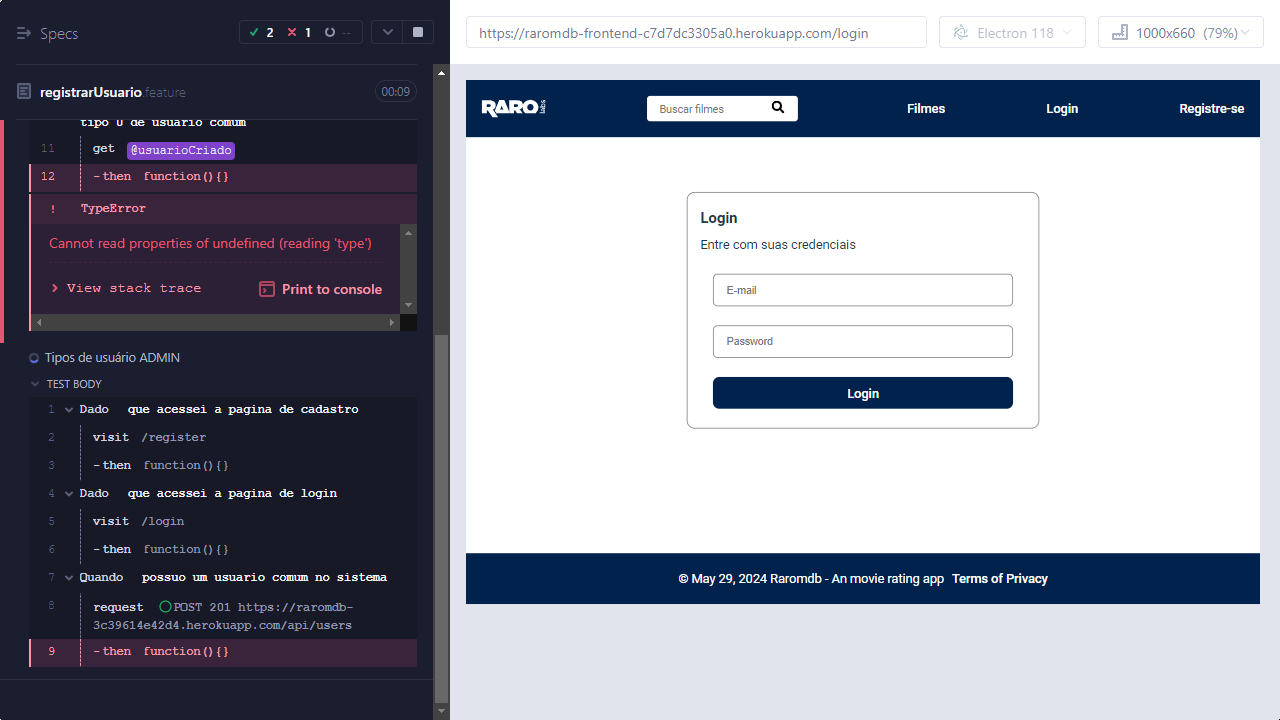 Specs
2 1 --
registrarUsuario feature
00:09
tipo 0 de usuario comum
11 get @usuarioCriado
12 -then function(){}
! TypeError
Cannot read properties of undefined (reading 'type')
View stack trace
Print to console
Tipos de usuário ADMIN
TEST BODY
1 Dado que acessei a pagina de cadastro
2 visit /register
3 -then function(){}
4 Dado que acessei a pagina de login
5 visit /login
6 -then function(){}
7 Quando possuo um usuario comum no sistema
8 request POST 201 https://raromdb-
3c39614e42d4.herokuapp.com/api/users
9 -then function(){}
https://raromdb-frontend-c7d7dc3305a0.herokuapp.com/login
Electron 118
1000x660 (79%)
RARO labs
Buscar filmes
Filmes
Login
Registre-se
Login
Entre com suas credenciais
E-mail
Password
Login
© May 29, 2024 Raromdb - An movie rating app Terms of Privacy